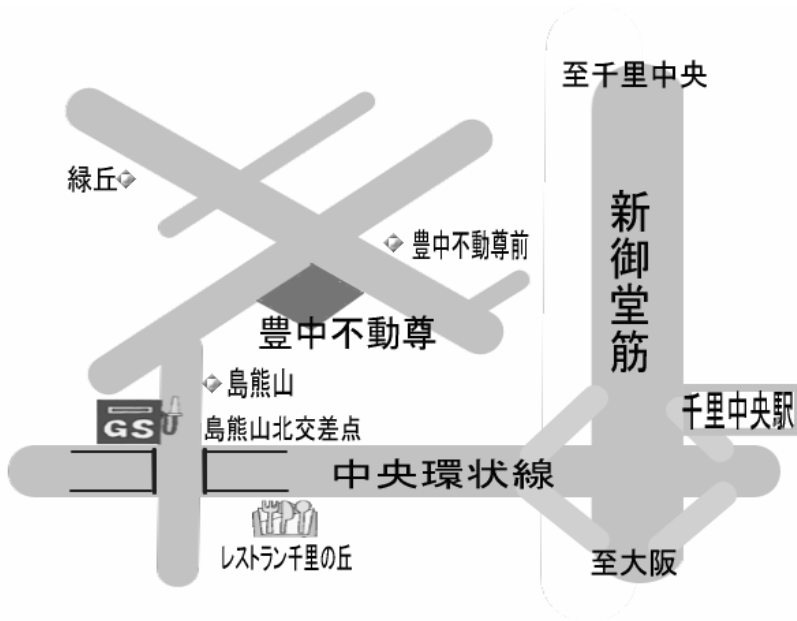 至千里中央
緑丘
新御堂筋
豊中不動尊前
豊中不動尊
島熊山
千里中央駅
GS
島熊山北交差点
中央環状線
レストラン千里の丘
至大阪